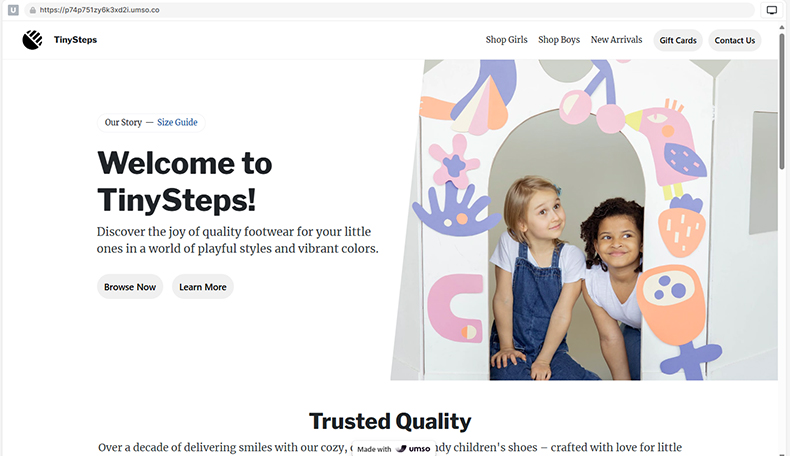 U
https://p74p751zy6k3xd2i.umso.co
TinySteps
Shop Girls Shop Boys New Arrivals Gift Cards Contact Us
Our Story — Size Guide
Welcome to
TinySteps!
Discover the joy of quality footwear for your little
ones in a world of playful styles and vibrant colors.
Browse Now Learn More
Trusted Quality
Over a decade of delivering smiles with our cozy, children's shoes – crafted with love for little
Made with umso